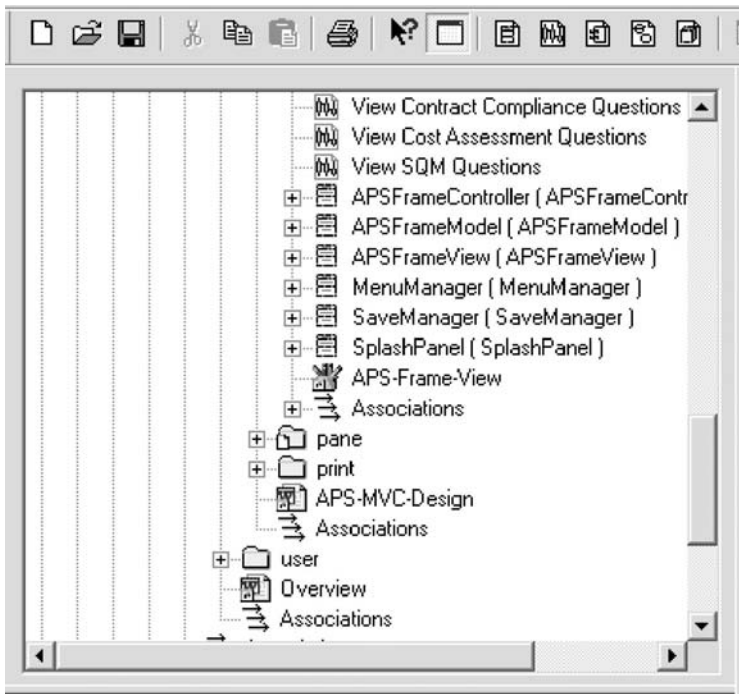 View Contract Compliance Questions
View Cost Assessment Questions
View SQM Questions
APSFrameController ( APSFrameContr
APSFrameModel ( APSFrameModel )
APSFrameView ( APSFrameView )
MenuManager ( MenuManager )
SaveManager ( SaveManager )
SplashPanel ( SplashPanel )
APS-Frame-View
Associations
pane
print
APS-MVC-Design
Associations
user
Overview
Associations